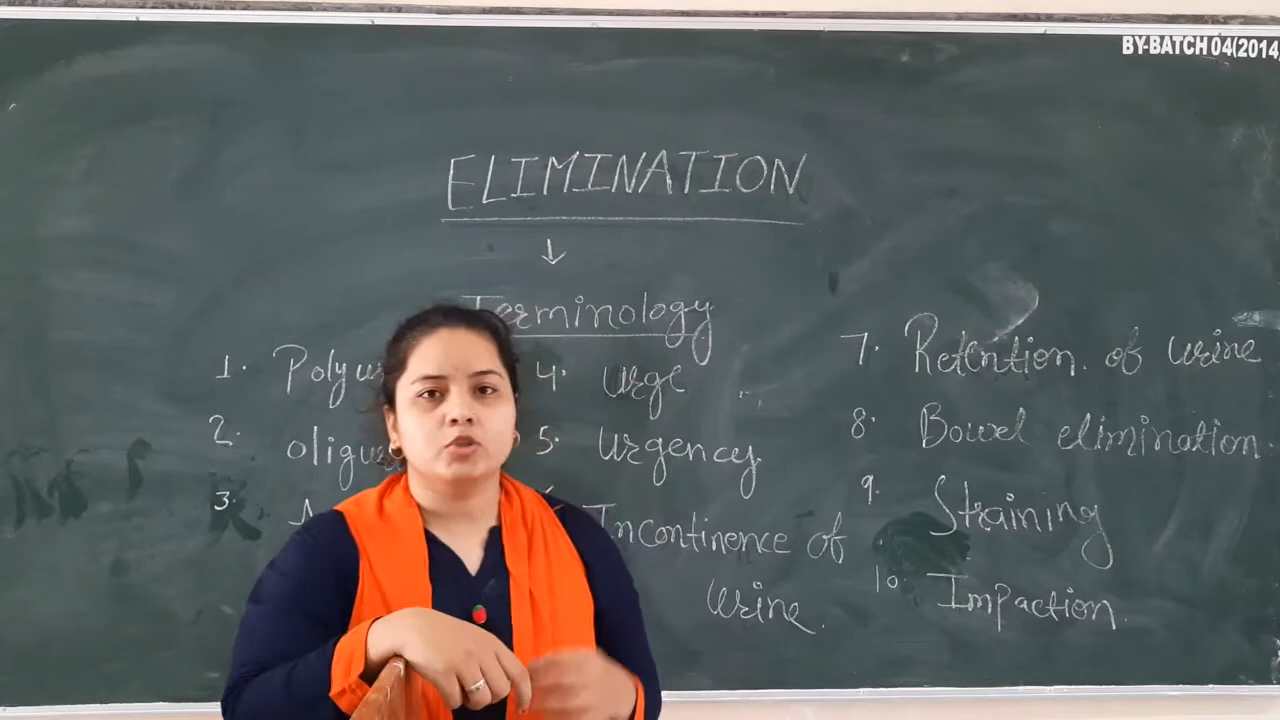 BY-BATCH 04(2014
ELIMINATION
↓
Terminology
1. Polyu
2. oligu
3. A
4. Urge
5. Urgency
Incontinence of
Urine.
7. Retention. of Urine
8. Bowel elimination.
9. Straining
10. Impaction.